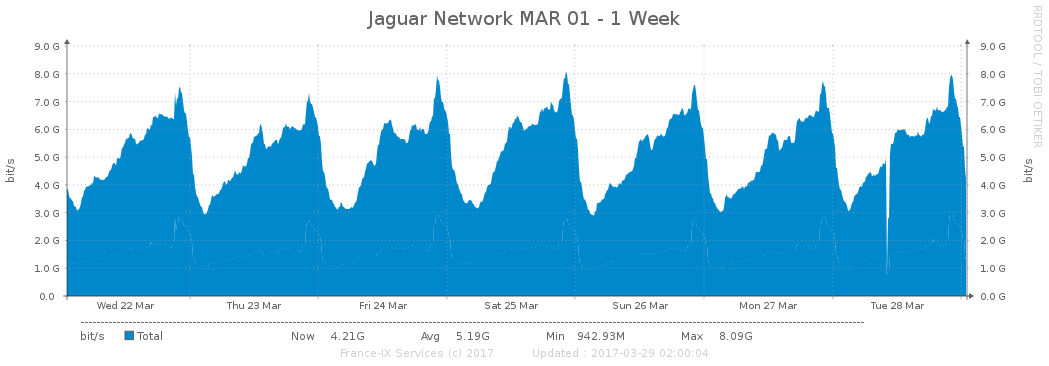 Jaguar Network MAR 01 - 1 Week
RRDTOOL / TOBI OETIKER
9.0 G 9.0 G
8.0 G 8.0 G
7.0 G 7.0 G
6.0 G 6.0 G
5.0 G 5.0 G
4.0 G 4.0 G
3.0 G 3.0 G
2.0 G 2.0 G
1.0 G 1.0 G
0.0 0.0 G
bit/s
bit/s
Wed 22 Mar Thu 23 Mar Fri 24 Mar Sat 25 Mar Sun 26 Mar Mon 27 Mar Tue 28 Mar
bit/s Total Now 4.21G Avg 5.19G Min 942.93M Max 8.09G
France-IX Services (c) 2017 Updated : 2017-03-29 02:00:04